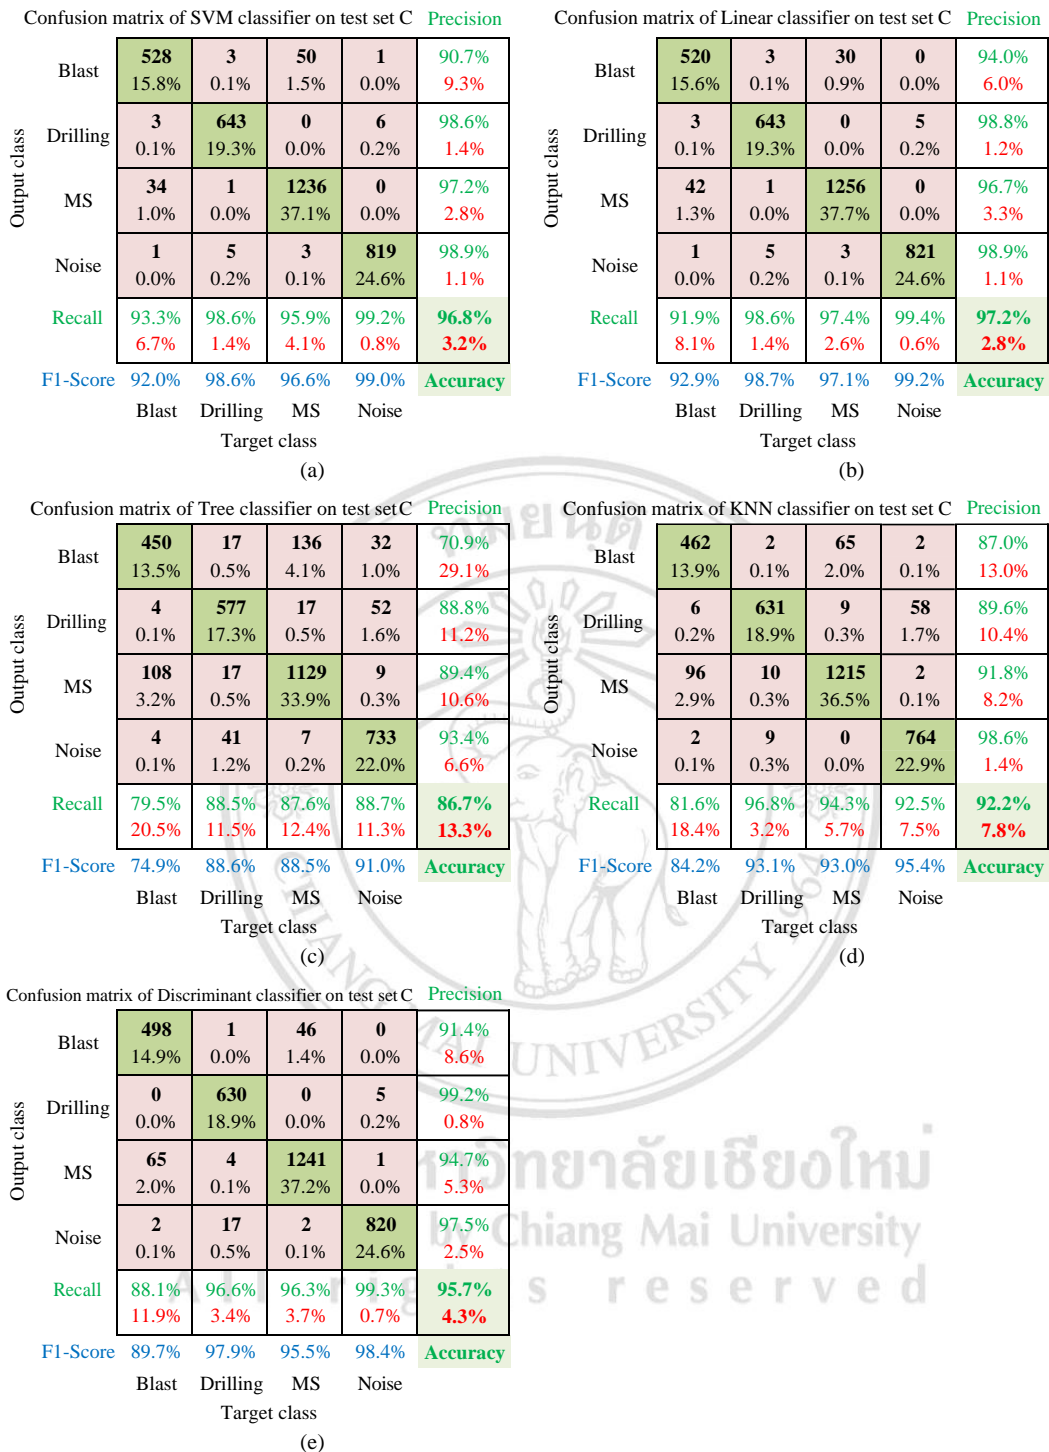 Confusion matrix of SVM classifier on test set C Precision
Blast 528 3 50 1 90.7%
15.8% 0.1% 1.5% 0.0% 9.3%
Drilling 3 643 0 6 98.6%
0.1% 19.3% 0.0% 0.2% 1.4%
MS 34 1 1236 0 97.2%
1.0% 0.0% 37.1% 0.0% 2.8%
Noise 1 5 3 819 98.9%
0.0% 0.2% 0.1% 24.6% 1.1%
Recall 93.3% 98.6% 95.9% 99.2% 96.8%
6.7% 1.4% 4.1% 0.8% 3.2%
F1-Score 92.0% 98.6% 96.6% 99.0% Accuracy
Blast Drilling MS Noise
Target class
Output class
(a)
Confusion matrix of Linear classifier on test set C Precision
Blast 520 3 30 0 94.0%
15.6% 0.1% 0.9% 0.0% 6.0%
Drilling 3 643 0 5 98.8%
0.1% 19.3% 0.0% 0.2% 1.2%
MS 42 1 1256 0 96.7%
1.3% 0.0% 37.7% 0.0% 3.3%
Noise 1 5 3 821 98.9%
0.0% 0.2% 0.1% 24.6% 1.1%
Recall 91.9% 98.6% 97.4% 99.4% 97.2%
8.1% 1.4% 2.6% 0.6% 2.8%
F1-Score 92.9% 98.7% 97.1% 99.2% Accuracy
Blast Drilling MS Noise
Target class
Output class
(b)
Confusion matrix of Tree classifier on test set C Precision
Blast 450 17 136 32 70.9%
13.5% 0.5% 4.1% 1.0% 29.1%
Drilling 4 577 17 52 88.8%
0.1% 17.3% 0.5% 1.6% 11.2%
MS 108 17 1129 9 89.4%
3.2% 0.5% 33.9% 0.3% 10.6%
Noise 4 41 7 733 93.4%
0.1% 1.2% 0.2% 22.0% 6.6%
Recall 79.5% 88.5% 87.6% 88.7% 86.7%
20.5% 11.5% 12.4% 11.3% 13.3%
F1-Score 74.9% 88.6% 88.5% 91.0% Accuracy
Blast Drilling MS Noise
Target class
Output class
(c)
Confusion matrix of KNN classifier on test set C Precision
Blast 462 2 65 2 87.0%
13.9% 0.1% 2.0% 0.1% 13.0%
Drilling 6 631 9 58 89.6%
0.2% 18.9% 0.3% 1.7% 10.4%
MS 96 10 1215 2 91.8%
2.9% 0.3% 36.5% 0.1% 8.2%
Noise 2 9 0 764 98.6%
0.1% 0.3% 0.0% 22.9% 1.4%
Recall 81.6% 96.8% 94.3% 92.5% 92.2%
18.4% 3.2% 5.7% 7.5% 7.8%
F1-Score 84.2% 93.1% 93.0% 95.4% Accuracy
Blast Drilling MS Noise
Target class
Output class
(d)
Confusion matrix of Discriminant classifier on test set C Precision
Blast 498 1 46 0 91.4%
14.9% 0.0% 1.4% 0.0% 8.6%
Drilling 0 630 0 5 99.2%
0.0% 18.9% 0.0% 0.2% 0.8%
MS 65 4 1241 1 94.7%
2.0% 0.1% 37.2% 0.0% 5.3%
Noise 2 17 2 820 97.5%
0.1% 0.5% 0.1% 24.6% 2.5%
Recall 88.1% 96.6% 96.3% 99.3% 95.7%
11.9% 3.4% 3.7% 0.7% 4.3%
F1-Score 89.7% 97.9% 95.5% 98.4% Accuracy
Blast Drilling MS Noise
Target class
Output class
(e)
CHIANG MAI UNIVERSITY
by Chiang Mai University
reserved